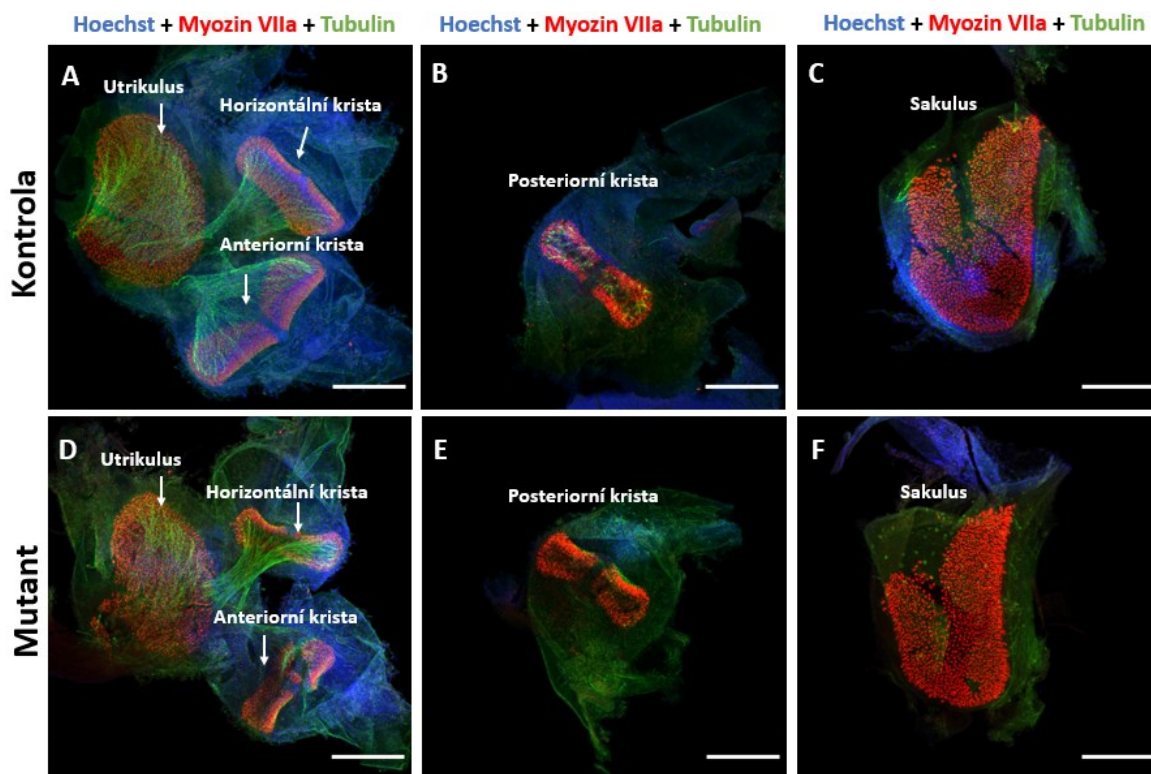 Hoechst + Myozin VIIa + Tubulin
Hoechst + Myozin VIIa + Tubulin
Hoechst + Myozin VIIa + Tubulin
Kontrola
A
Utrikulus
Horizontální krista
Anteriorní krista
B
Posteriorní krista
C
Sakulus
Mutant
D
Utrikulus
Horizontální krista
Anteriorní krista
E
Posteriorní krista
F
Sakulus